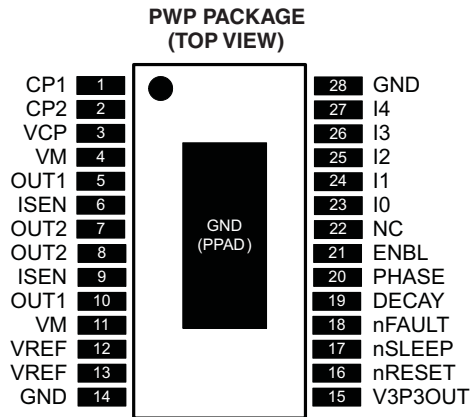 PWP PACKAGE
(TOP VIEW)
CP1 1 28 GND
CP2 2 27 I4
VCP 3 26 I3
VM 4 25 I2
OUT1 5 24 I1
ISEN 6 23 I0
OUT2 7 22 NC
OUT2 8 21 ENBL
ISEN 9 20 PHASE
OUT1 10 19 DECAY
VM 11 18 nFAULT
VREF 12 17 nSLEEP
VREF 13 16 nRESET
GND 14 15 V3P3OUT
GND
(PPAD)